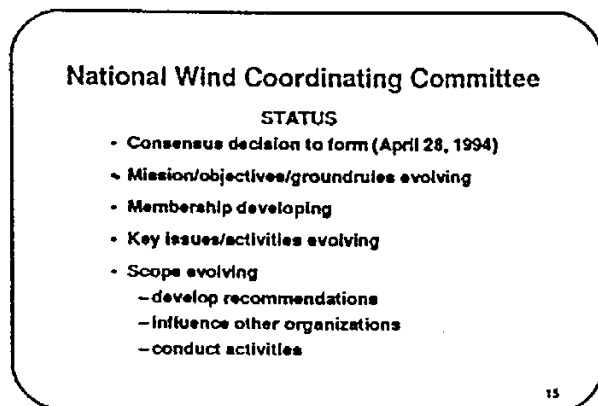 National Wind Coordinating Committee
STATUS
• Consensus decision to form (April 28, 1994)
• Mission/objectives/groundrules evolving
• Membership developing
• Key issues/activities evolving
• Scope evolving
–develop recommendations
–influence other organizations
–conduct activities
15